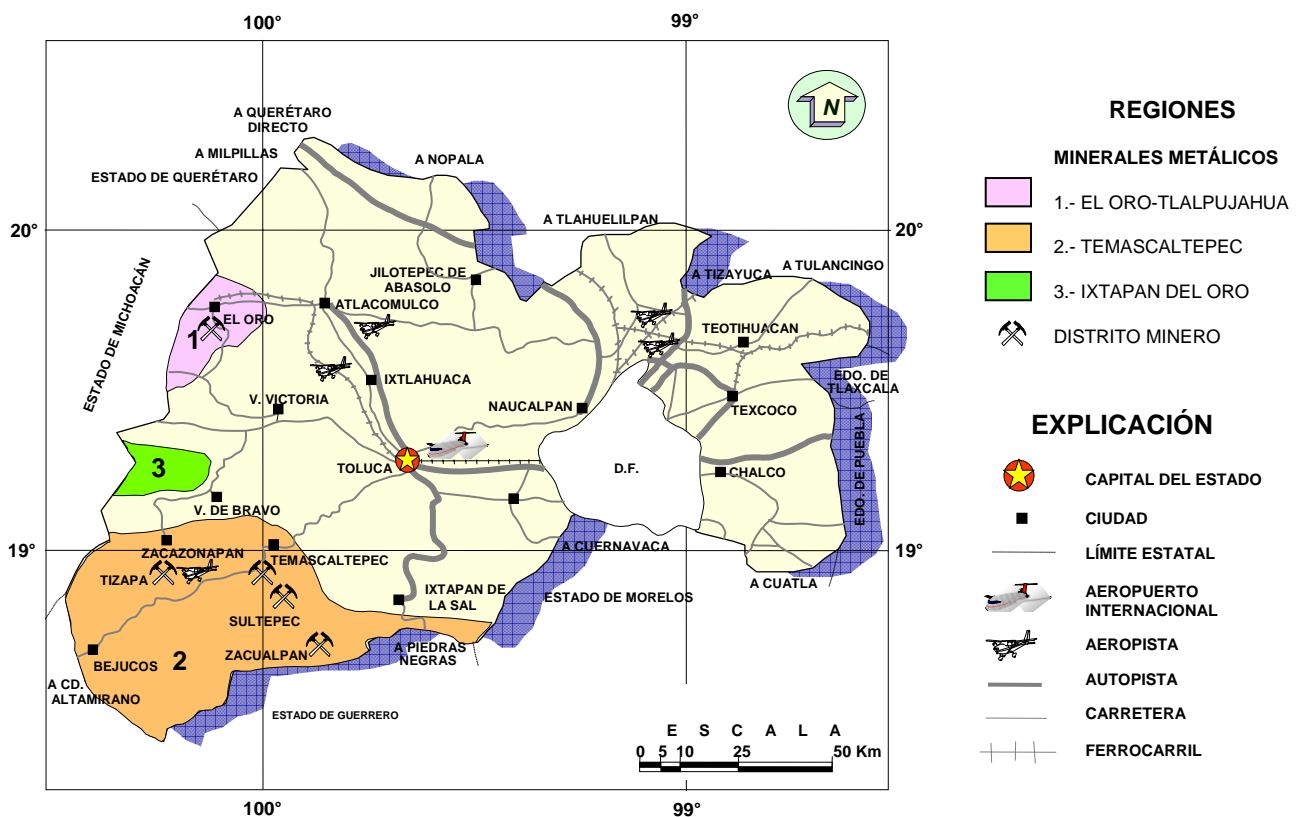 100°
99°
N
A QUERÉTARO
DIRECTO
A MILPILLAS
A NOPALA
ESTADO DE QUERÉTARO
A TLAHUELILPAN
20°
20°
A TIZAYUCA
A TULANCINGO
JILOTEPEC DE
ABASOLO
ESTADO DE MICHOACÁN
ATLACOMULCO
EL ORO
1
TEOTIHUACAN
IXTLAHUACA
EDO. DE
TLAXCALA
V. VICTORIA
NAUCALPAN
TEXCOCO
3
TOLUCA
D.F.
CHALCO
EDO. DE PUEBLA
V. DE BRAVO
19°
19°
ZACAZONAPAN
TEMASCALTEPEC
A CUERNAVACA
TIZAPA
A CUATLA
IXTAPAN DE
LA SAL
ESTADO DE MORELOS
SULTEPEC
ZACUALPAN
A PIEDRAS
NEGRAS
BEJUCOS
2
A CD.
ALTAMIRANO
ESTADO DE GUERRERO
E S C A L A
0 5 10 25 50 Km
100°
99°
REGIONES
MINERALES METÁLICOS
1.- EL ORO-TLALPUJAHUA
2.- TEMASCALTEPEC
3.- IXTAPAN DEL ORO
DISTRITO MINERO
EXPLICACIÓN
CAPITAL DEL ESTADO
CIUDAD
LÍMITE ESTATAL
AEROPUERTO
INTERNACIONAL
AEROPISTA
AUTOPISTA
CARRETERA
FERROCARRIL